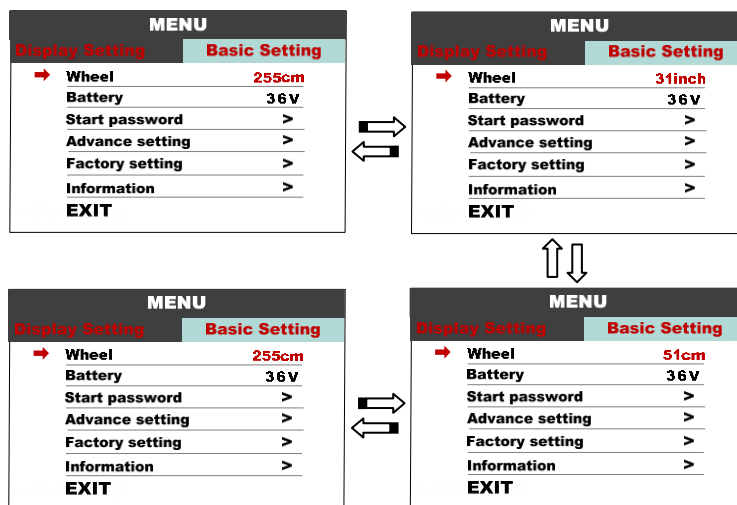 MENU
Display Setting Basic Setting
Wheel 255cm
Battery 36V
Start password >
Advance setting >
Factory setting >
Information >
EXIT
MENU
Display Setting Basic Setting
Wheel 31inch
Battery 36V
Start password >
Advance setting >
Factory setting >
Information >
EXIT
MENU
Display Setting Basic Setting
Wheel 255cm
Battery 36V
Start password >
Advance setting >
Factory setting >
Information >
EXIT
MENU
Display Setting Basic Setting
Wheel 51cm
Battery 36V
Start password >
Advance setting >
Factory setting >
Information >
EXIT